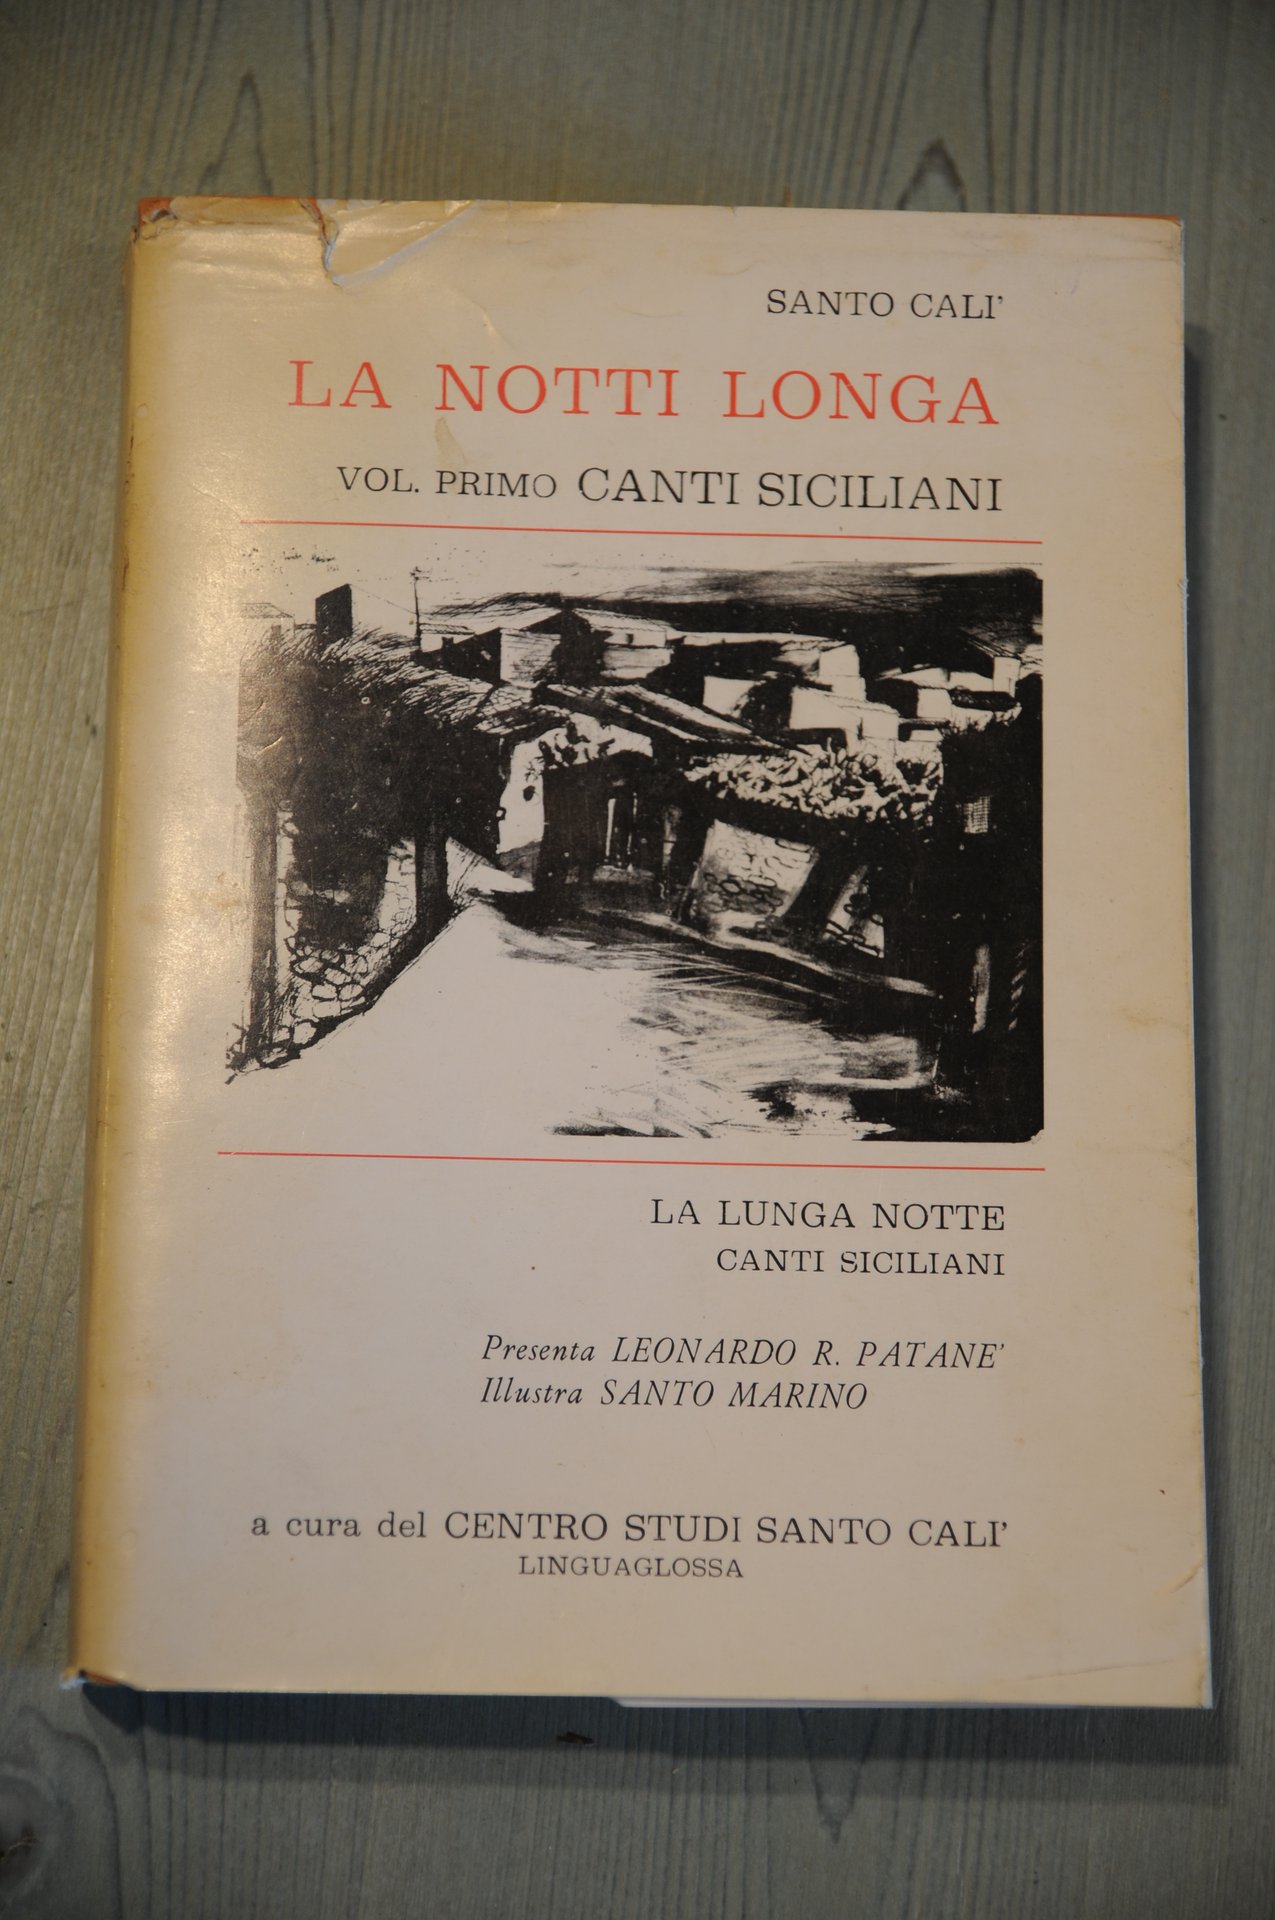 SANTO CALI'
LA NOTTI LONGA
VOL. PRIMO CANTI SICILIANI
LA LUNGA NOTTE
CANTI SICILIANI
Presenta LEONARDO R. PATANE'
Illustra SANTO MARINO
a cura del CENTRO STUDI SANTO CALI'
LINGUAGLOSSA